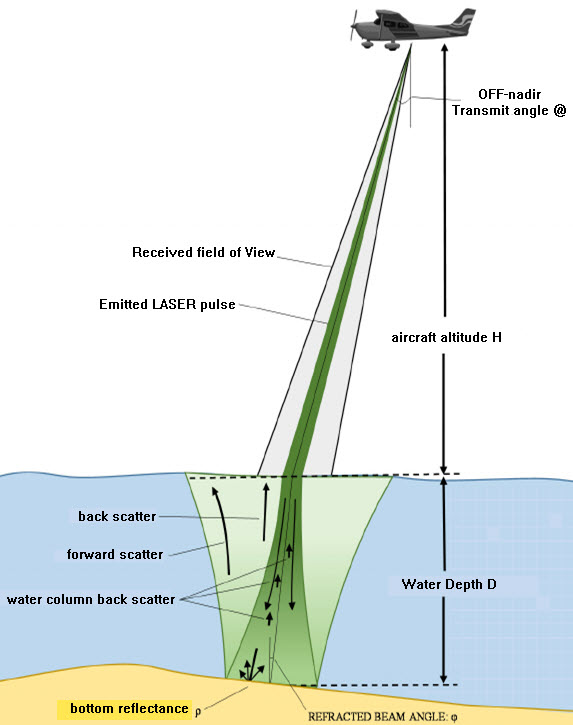 OFF-nadir
Transmit angle @
Received field of View
Emitted LASER pulse
aircraft altitude H
back scatter
forward scatter
Water Depth D
water column back scatter
bottom reflectance ρ
REFRACTED BEAM ANGLE: φ